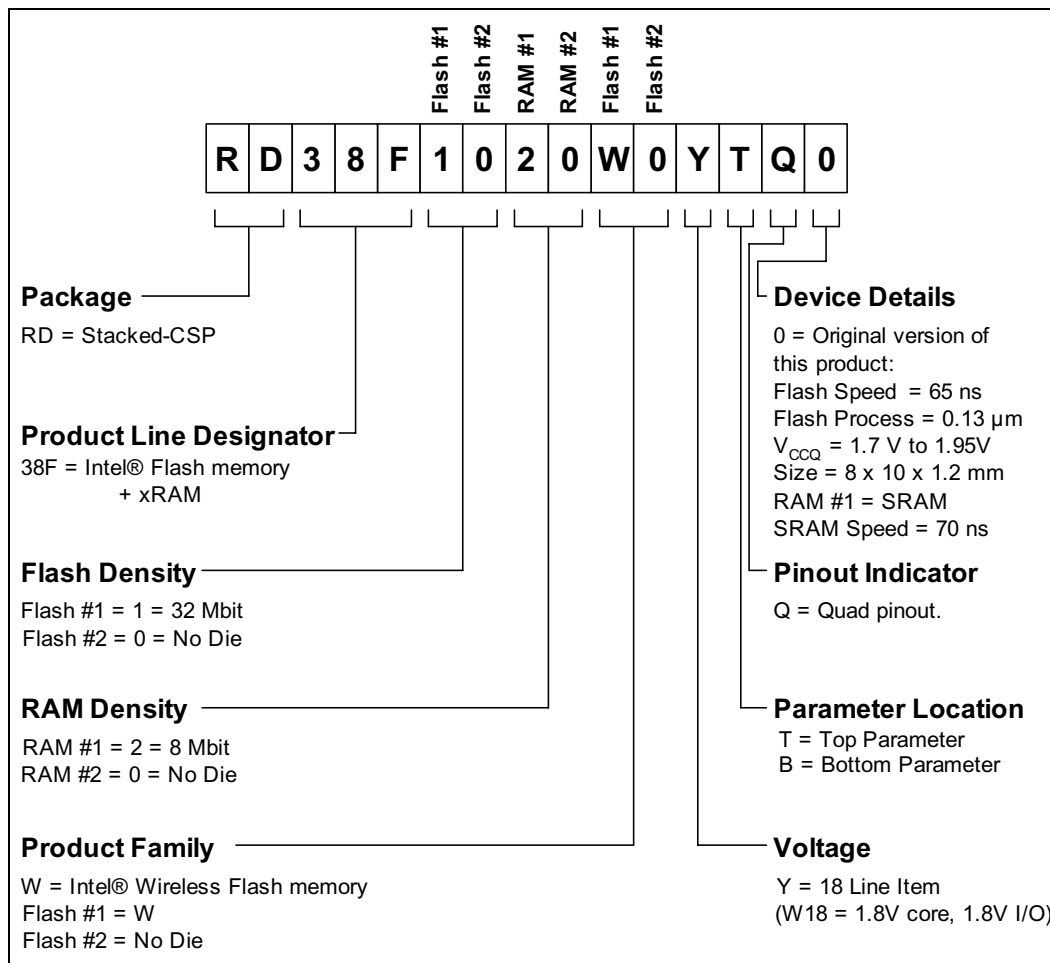 Flash #1
Flash #2
RAM #1
RAM #2
Flash #1
Flash #2
R D 3 8 F 1 0 2 0 W 0 Y T Q 0
Package
RD = Stacked-CSP
Product Line Designator
38F = Intel® Flash memory
+ xRAM
Flash Density
Flash #1 = 1 = 32 Mbit
Flash #2 = 0 = No Die
RAM Density
RAM #1 = 2 = 8 Mbit
RAM #2 = 0 = No Die
Product Family
W = Intel® Wireless Flash memory
Flash #1 = W
Flash #2 = No Die
Device Details
0 = Original version of
this product:
Flash Speed = 65 ns
Flash Process = 0.13 µm
VCCQ = 1.7 V to 1.95V
Size = 8 x 10 x 1.2 mm
RAM #1 = SRAM
SRAM Speed = 70 ns
Pinout Indicator
Q = Quad pinout.
Parameter Location
T = Top Parameter
B = Bottom Parameter
Voltage
Y = 18 Line Item
(W18 = 1.8V core, 1.8V I/O)